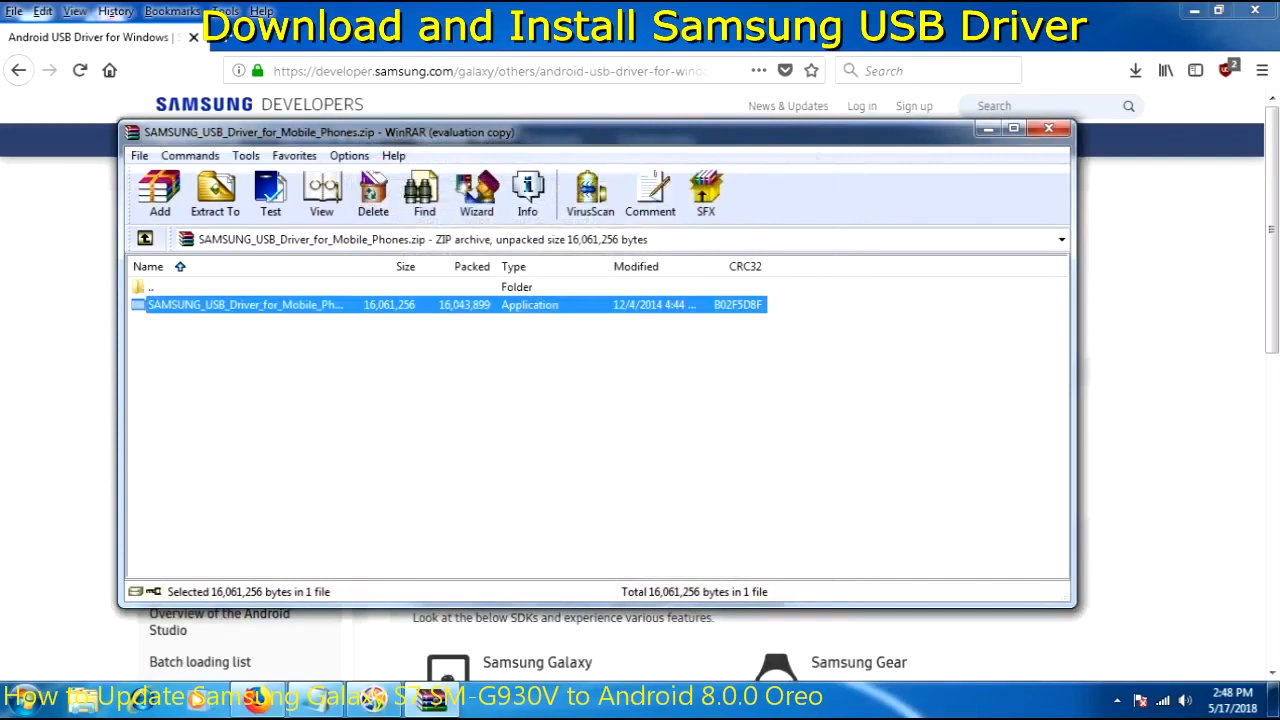 File Edit View History Bookmarks Tools Help
Download and Install Samsung USB Driver
Android USB Driver for Windows |
https://developer.samsung.com/galaxy/others/android-usb-driver-for-windo
Search
2
SAMSUNG DEVELOPERS
News & Updates Log in Sign up Search
SAMSUNG_USB_Driver_for_Mobile_Phones.zip - WinRAR (evaluation copy)
File Commands Tools Favorites Options Help
Add Extract To Test View Delete Find Wizard Info VirusScan Comment SFX
SAMSUNG_USB_Driver_for_Mobile_Phones.zip - ZIP archive, unpacked size 16,061,256 bytes
Name Size Packed Type Modified CRC32
.. Folder
SAMSUNG_USB_Driver_for_Mobile_Ph... 16,061,256 16,043,899 Application 12/4/2014 4:44 ... B02F5D8F
Selected 16,061,256 bytes in 1 file Total 16,061,256 bytes in 1 file
Overview of the Android
Studio
Look at the below SDKs and experience various features.
Batch loading list
Samsung Galaxy
Samsung Gear
How to Update Samsung Galaxy S7 SM-G930V to Android 8.0.0 Oreo
2:48 PM
5/17/2018